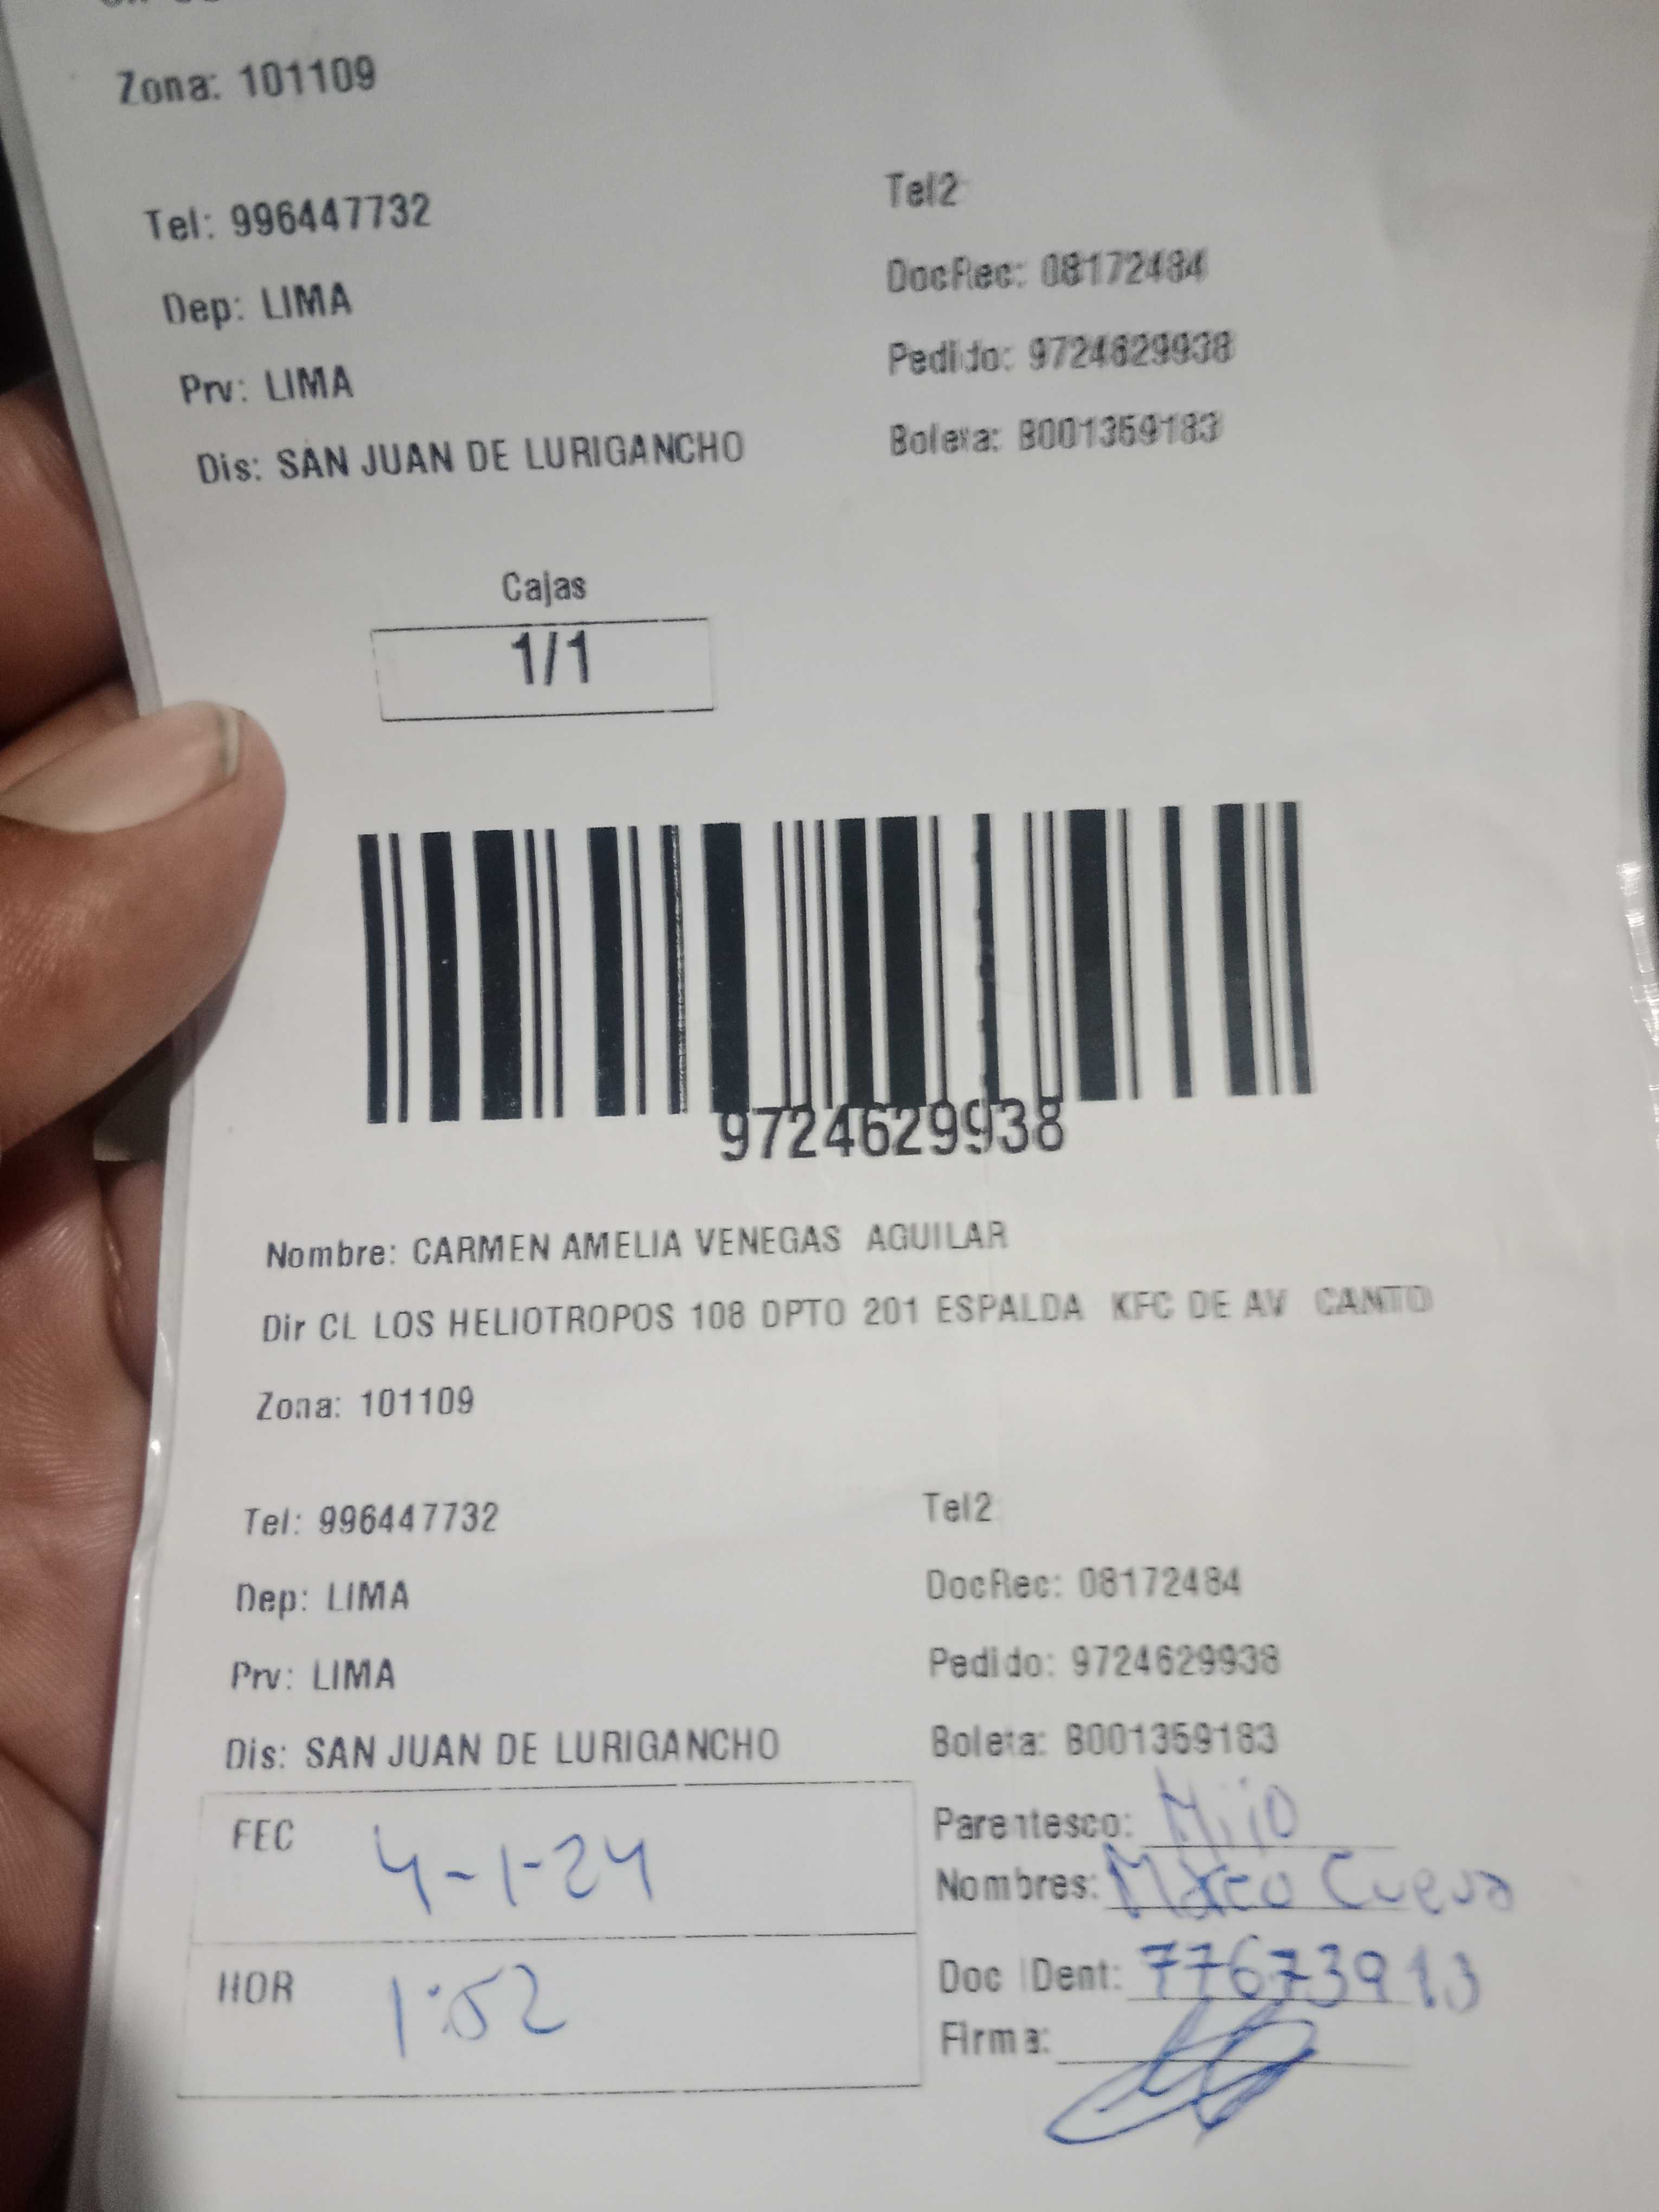 Zona: 101109
Tel: 996447732
Tel2
Dep: LIMA
DocRec: 08172484
Prv: LIMA
Pedido: 9724629938
Dis: SAN JUAN DE LURIGANCHO
Boleta: B001359183
Cajas
1/1
9724629938
Nombre: CARMEN AMELIA VENEGAS AGUILAR
Dir CL LOS HELIOTROPOS 108 DPTO 201 ESPALDA KFC DE AV CANTO
Zona: 101109
Tel: 996447732
Tel2
Dep: LIMA
DocRec: 08172484
Prv: LIMA
Pedido: 9724629938
Dis: SAN JUAN DE LURIGANCHO
Boleta: B001359183
FEC 4-1-24
Parentesco: Hijo
Nombres: Marco Cueva
HOR 1:52
Doc IDent: 77673913
Firma: